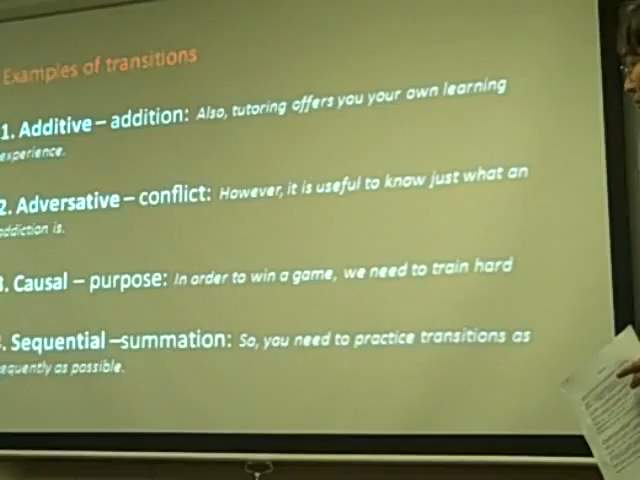 Examples of transitions
1. Additive – addition: Also, tutoring offers you your own learning
experience.
2. Adversative – conflict: However, it is useful to know just what an
addiction is.
3. Causal – purpose: In order to win a game, we need to train hard
. Sequential –summation: So, you need to practice transitions as
equently as possible.